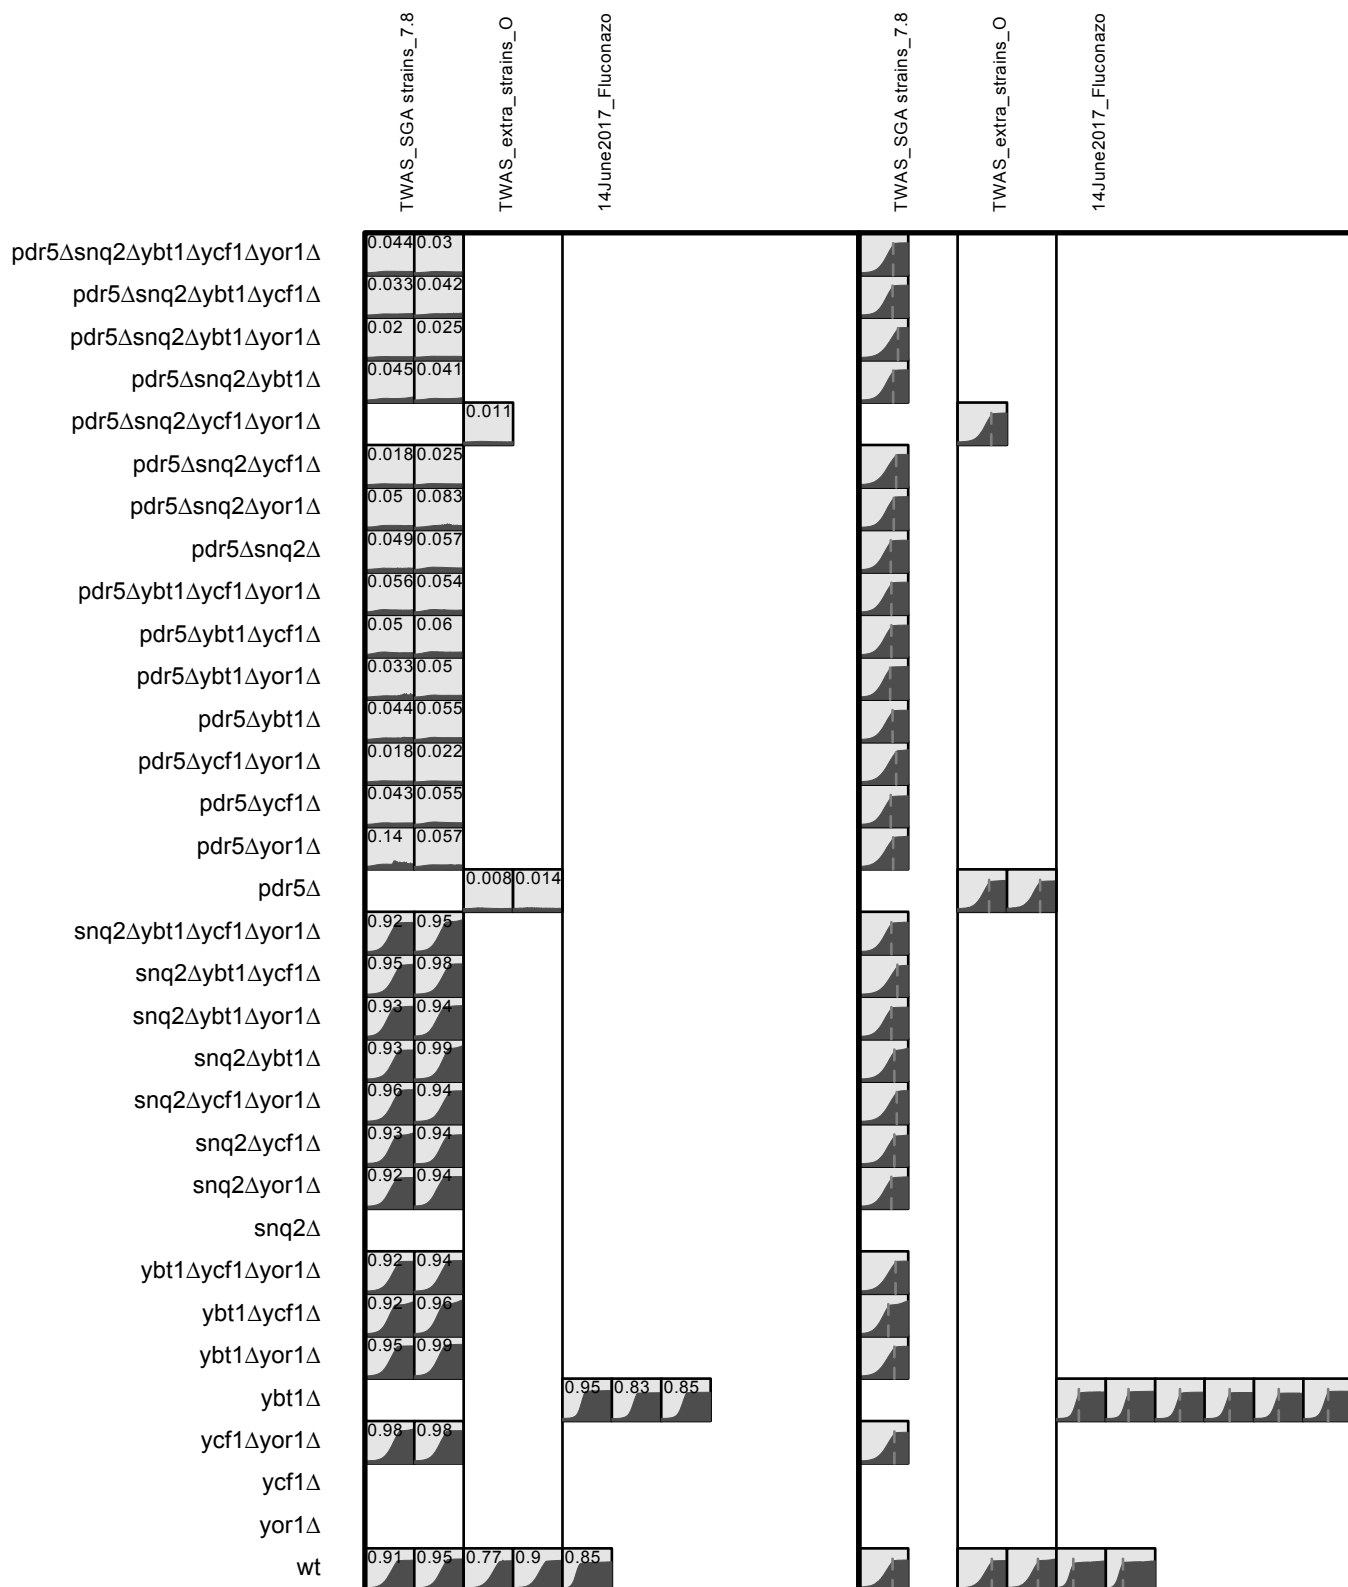 TWAS_SGA strains_7.8
TWAS_extra_strains_O
14June2017_Fluconazo
TWAS_SGA strains_7.8
TWAS_extra_strains_O
14June2017_Fluconazo
pdr5Δsnq2Δybt1Δycf1Δyor1Δ 0.044 0.03
pdr5Δsnq2Δybt1Δycf1Δ 0.033 0.042
pdr5Δsnq2Δybt1Δyor1Δ 0.02 0.025
pdr5Δsnq2Δybt1Δ 0.045 0.041
pdr5Δsnq2Δycf1Δyor1Δ 0.011
pdr5Δsnq2Δycf1Δ 0.018 0.025
pdr5Δsnq2Δyor1Δ 0.05 0.083
pdr5Δsnq2Δ 0.049 0.057
pdr5Δybt1Δycf1Δyor1Δ 0.056 0.054
pdr5Δybt1Δycf1Δ 0.05 0.06
pdr5Δybt1Δyor1Δ 0.033 0.05
pdr5Δybt1Δ 0.044 0.055
pdr5Δycf1Δyor1Δ 0.018 0.022
pdr5Δycf1Δ 0.043 0.055
pdr5Δyor1Δ 0.14 0.057
pdr5Δ 0.008 0.014
snq2Δybt1Δycf1Δyor1Δ 0.92 0.95
snq2Δybt1Δycf1Δ 0.95 0.98
snq2Δybt1Δyor1Δ 0.93 0.94
snq2Δybt1Δ 0.93 0.99
snq2Δycf1Δyor1Δ 0.96 0.94
snq2Δycf1Δ 0.93 0.94
snq2Δyor1Δ 0.92 0.94
snq2Δ
ybt1Δycf1Δyor1Δ 0.92 0.94
ybt1Δycf1Δ 0.92 0.96
ybt1Δyor1Δ 0.95 0.99
ybt1Δ 0.95 0.83 0.85
ycf1Δyor1Δ 0.98 0.98
ycf1Δ
yor1Δ
wt 0.91 0.95 0.77 0.9 0.85